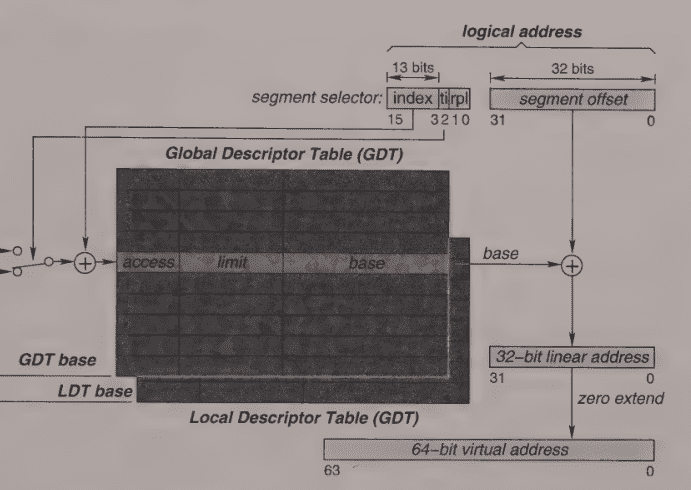 logical address
13 bits
32 bits
segment selector: index ti rpl
segment offset
15 3 2 1 0
31 0
Global Descriptor Table (GDT)
access limit base
base
+
+
GDT base
32-bit linear address
31 0
LDT base
zero extend
Local Descriptor Table (GDT)
64-bit virtual address
63 0